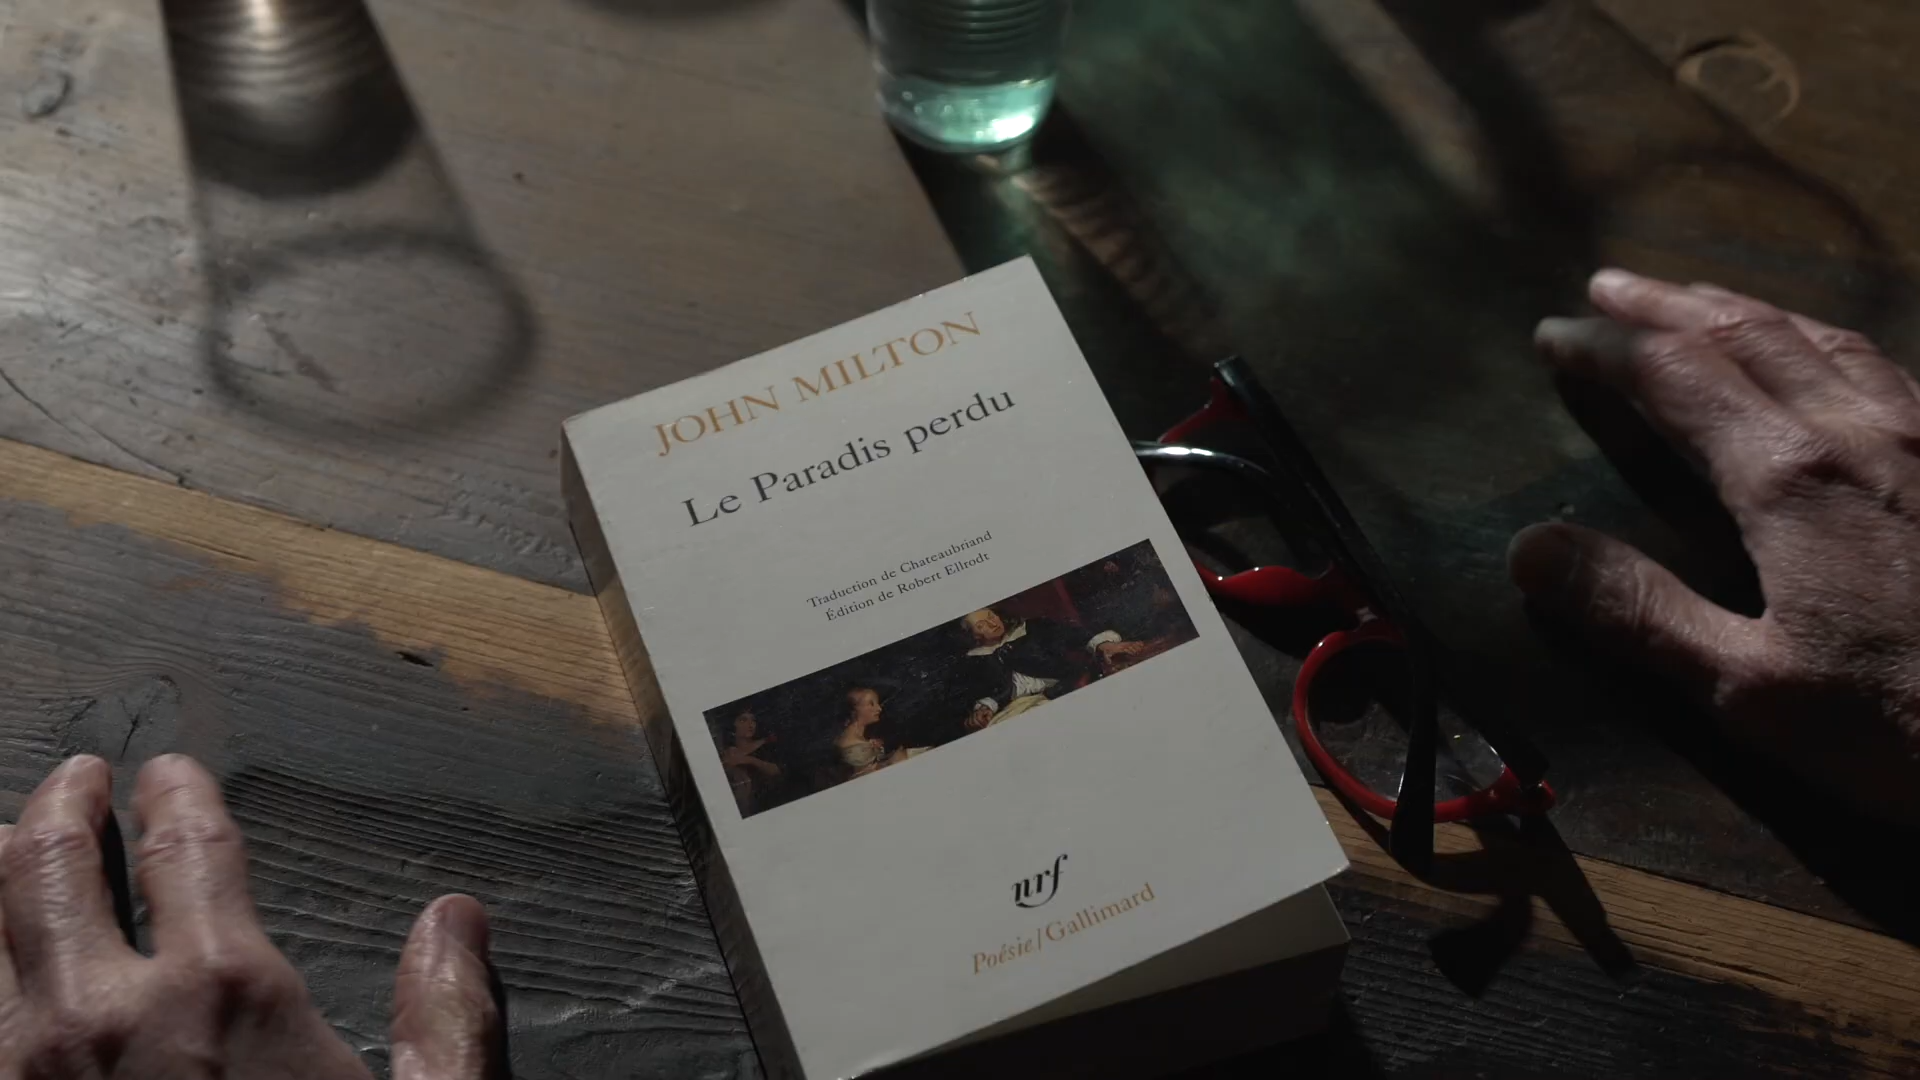 JOHN MILTON
Le Paradis perdu
Traduction de Chateaubriand
Édition de Robert Ellrodt
nrf
Poésie/Gallimard